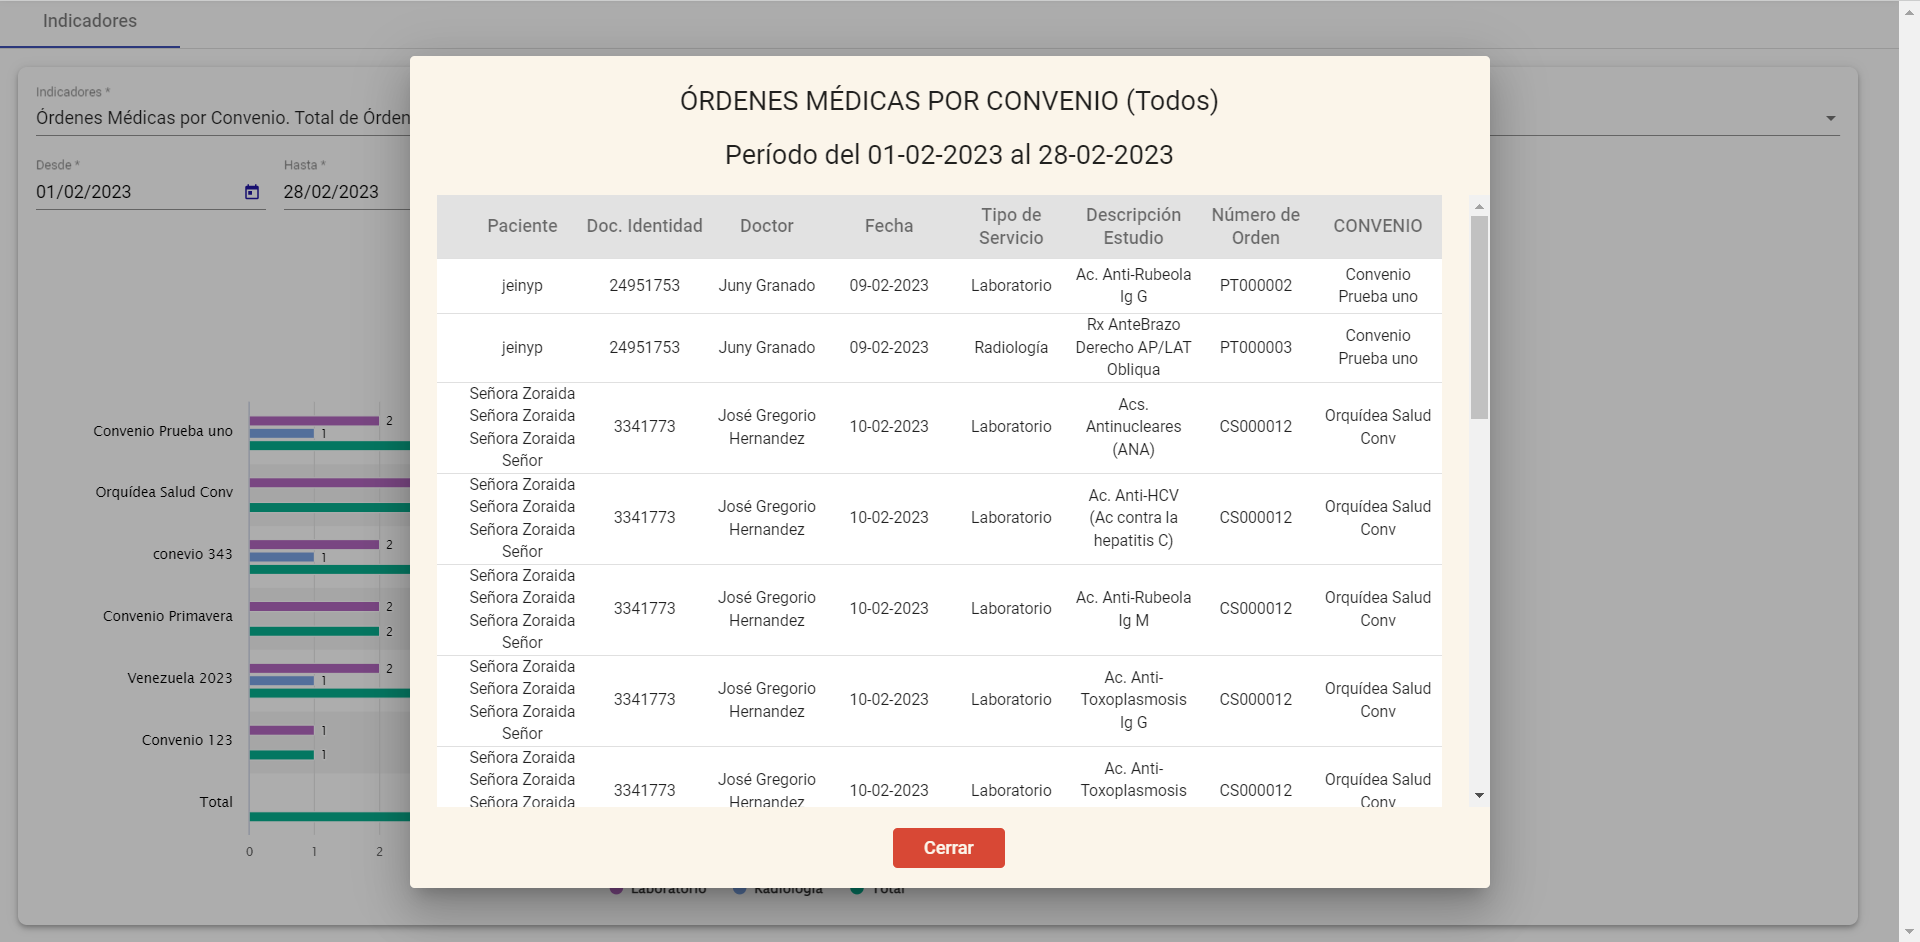 Indicadores
Indicadores *
Órdenes Médicas por Convenio. Total de Órden
Desde *
Hasta *
01/02/2023
28/02/2023
Convenio Prueba uno
2
1
Orquídea Salud Conv
conevio 343
2
1
Convenio Primavera
2
2
Venezuela 2023
2
1
Convenio 123
1
1
Total
0
1
2
Laboratorio
Radiología
Total
ÓRDENES MÉDICAS POR CONVENIO (Todos)
Período del 01-02-2023 al 28-02-2023
Paciente
Doc. Identidad
Doctor
Fecha
Tipo de
Servicio
Descripción
Estudio
Número de
Orden
CONVENIO
jeinyp
24951753
Juny Granado
09-02-2023
Laboratorio
Ac. Anti-Rubeola
Ig G
PT000002
Convenio
Prueba uno
jeinyp
24951753
Juny Granado
09-02-2023
Radiología
Rx AnteBrazo
Derecho AP/LAT
Obliqua
PT000003
Convenio
Prueba uno
Señora Zoraida
Señora Zoraida
Señora Zoraida
Señor
3341773
José Gregorio
Hernandez
10-02-2023
Laboratorio
Acs.
Antinucleares
(ANA)
CS000012
Orquídea Salud
Conv
Señora Zoraida
Señora Zoraida
Señora Zoraida
Señor
3341773
José Gregorio
Hernandez
10-02-2023
Laboratorio
Ac. Anti-HCV
(Ac contra la
hepatitis C)
CS000012
Orquídea Salud
Conv
Señora Zoraida
Señora Zoraida
Señora Zoraida
Señor
3341773
José Gregorio
Hernandez
10-02-2023
Laboratorio
Ac. Anti-Rubeola
Ig M
CS000012
Orquídea Salud
Conv
Señora Zoraida
Señora Zoraida
Señora Zoraida
Señor
3341773
José Gregorio
Hernandez
10-02-2023
Laboratorio
Ac. Anti-
Toxoplasmosis
Ig G
CS000012
Orquídea Salud
Conv
Señora Zoraida
Señora Zoraida
Señora Zoraida
3341773
José Gregorio
Hernandez
10-02-2023
Laboratorio
Ac. Anti-
Toxoplasmosis
CS000012
Orquídea Salud
Conv
Cerrar